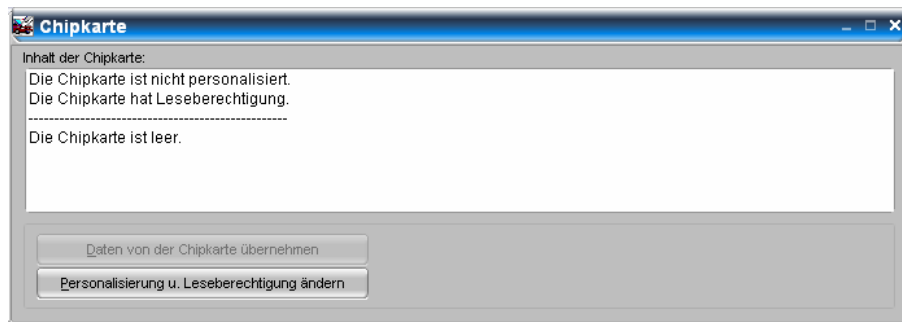 Chipkarte
Inhalt der Chipkarte:
Die Chipkarte ist nicht personalisiert.
Die Chipkarte hat Leseberechtigung.
--------------------------------------------------
Die Chipkarte ist leer.
Daten von der Chipkarte übernehmen
Personalisierung u. Leseberechtigung ändern